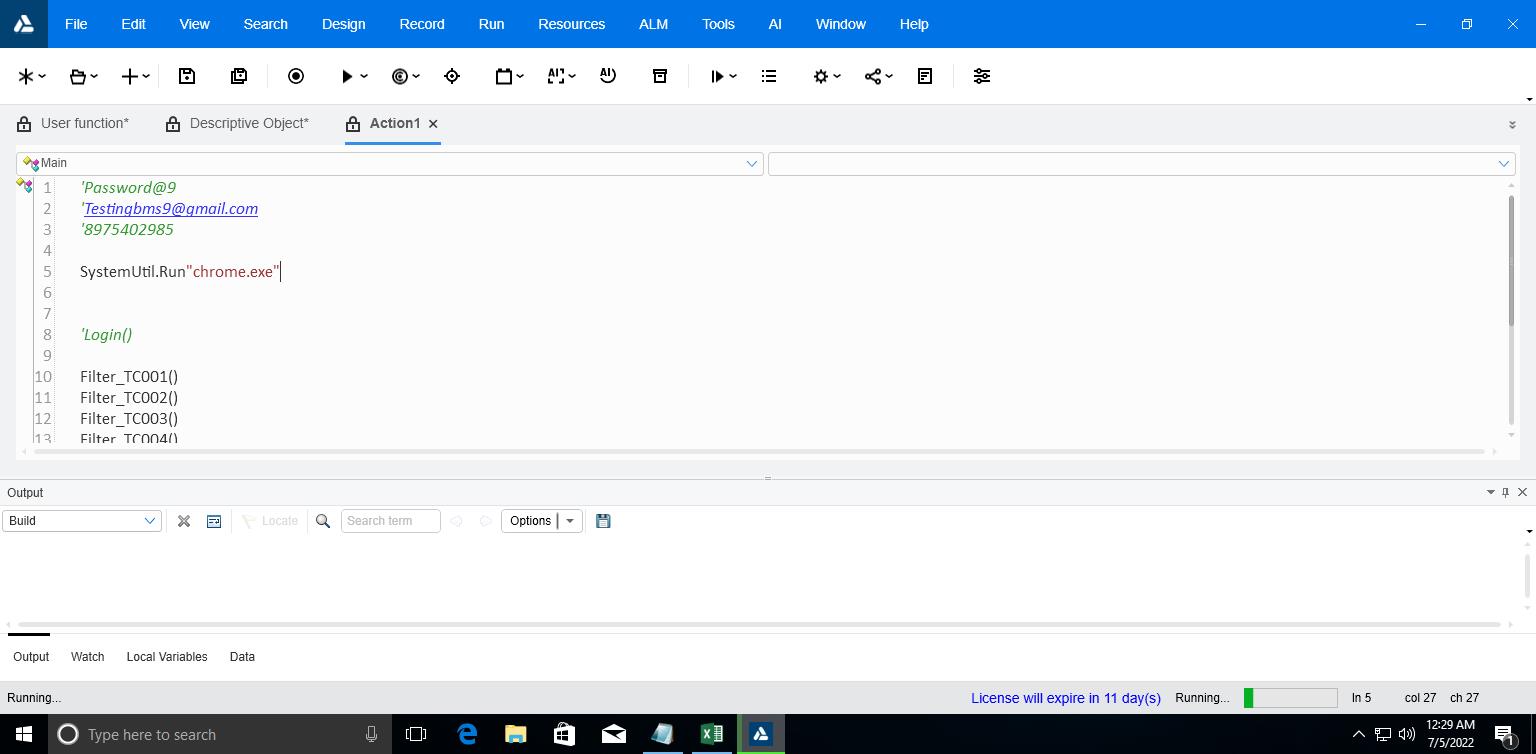 File Edit View Search Design Record Run Resources ALM Tools AI Window Help
User function* Descriptive Object* Action1
Main
1 'Password@9
2 'Testingbms9@gmail.com
3 '8975402985
4
5 SystemUtil.Run"chrome.exe"
6
7
8 'Login()
9
10 Filter_TC001()
11 Filter_TC002()
12 Filter_TC003()
13 Filter_TC004()
Output
Build Locate Search term Options
Output Watch Local Variables Data
Running... License will expire in 11 day(s) Running... ln 5 col 27 ch 27
Type here to search 12:29 AM
7/5/2022 1